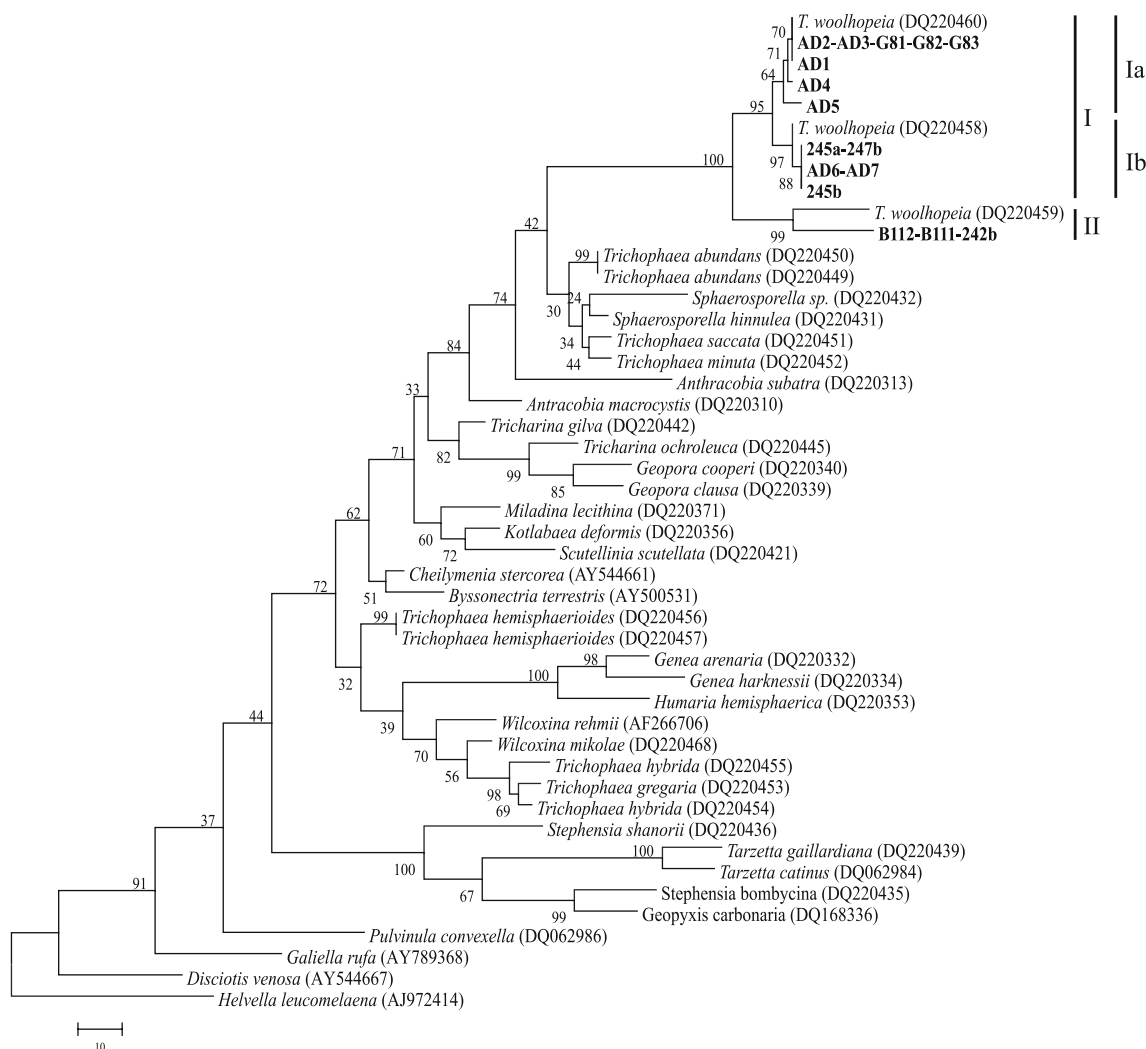 T. woolhopeia (DQ220460)
70
AD2-AD3-G81-G82-G83
71
AD1
64
AD4
Ia
95
AD5
I
T. woolhopeia (DQ220458)
245a-247b
100
97
AD6-AD7
Ib
88
245b
T. woolhopeia (DQ220459)
II
42
99
B112-B111-242b
99
Trichophaea abundans (DQ220450)
Trichophaea abundans (DQ220449)
74
24
Sphaerosporella sp. (DQ220432)
30
Sphaerosporella hinnulea (DQ220431)
34
Trichophaea saccata (DQ220451)
84
44
Trichophaea minuta (DQ220452)
Anthracobia subatra (DQ220313)
33
Antracobia macrocystis (DQ220310)
Tricharina gilva (DQ220442)
82
Tricharina ochroleuca (DQ220445)
71
99
Geopora cooperi (DQ220340)
85
Geopora clausa (DQ220339)
Miladina lecithina (DQ220371)
62
60
Kotlabaea deformis (DQ220356)
72
Scutellinia scutellata (DQ220421)
Cheilymenia stercorea (AY544661)
72
51
Byssonectria terrestris (AY500531)
99
Trichophaea hemisphaerioides (DQ220456)
Trichophaea hemisphaerioides (DQ220457)
98
Genea arenaria (DQ220332)
32
100
Genea harknessii (DQ220334)
Humaria hemisphaerica (DQ220353)
44
39
Wilcoxina rehmii (AF266706)
70
Wilcoxina mikolae (DQ220468)
56
Trichophaea hybrida (DQ220455)
98
Trichophaea gregaria (DQ220453)
69
Trichophaea hybrida (DQ220454)
37
Stephensia shanorii (DQ220436)
100
100
Tarzetta gaillardiana (DQ220439)
67
Tarzetta catinus (DQ062984)
91
Stephensia bombycina (DQ220435)
99
Geopyxis carbonaria (DQ168336)
Pulvinula convexella (DQ062986)
Galiella rufa (AY789368)
Disciotis venosa (AY544667)
Helvella leucomelaena (AJ972414)
10